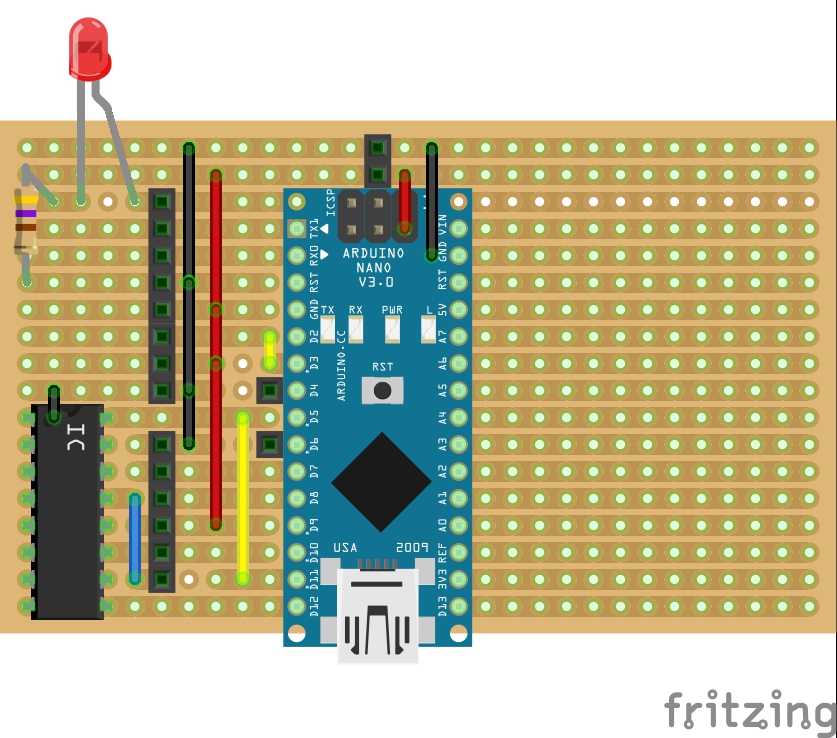 ICSP
TX1
RX0
RST
GND
D2
D3
D4
D5
D6
D7
D8
D9
D10
D11
D12
ARDUINO
NANO
V3.0
TX RX PWR L
ARDUINO.CC
RST
VIN
GND
RST
5V
A7
A6
A5
A4
A3
A2
A1
A0
REF
3V3
D13
USA 2009
IC
fritzing